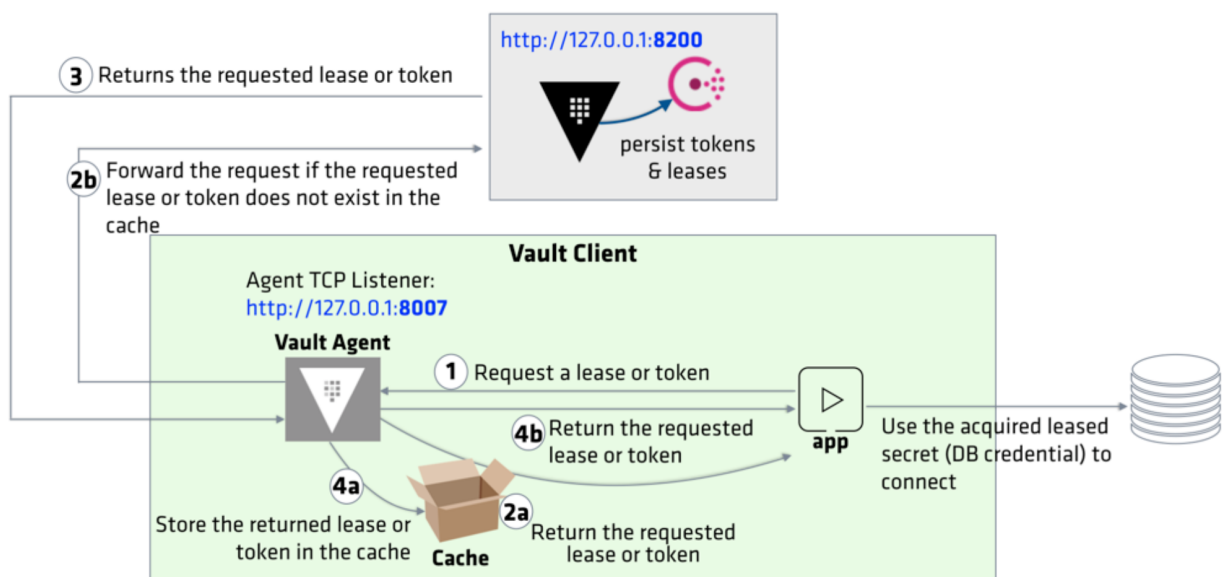 http://127.0.0.1:8200
persist tokens
& leases
3 Returns the requested lease or token
2b Forward the request if the requested
lease or token does not exist in the
cache
Vault Client
Agent TCP Listener:
http://127.0.0.1:8007
Vault Agent
1 Request a lease or token
4b Return the requested
lease or token
app
Use the acquired leased
secret (DB credential) to
connect
4a
Store the returned lease or
token in the cache
Cache
2a
Return the requested
lease or token